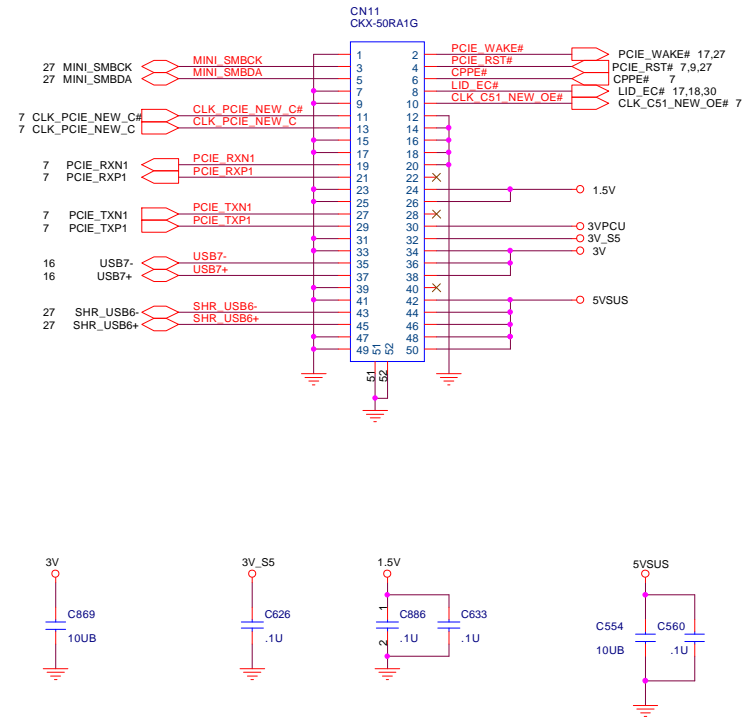 CN11
CKX-50RA1G
1 2 PCIE_WAKE# PCIE_WAKE# 17,27
27 MINI_SMBCK MINI_SMBCK 3 4 PCIE_RST# PCIE_RST# 7,9,27
27 MINI_SMBDA MINI_SMBDA 5 6 CPPE# CPPE# 7
7 8 LID_EC# LID_EC# 17,18,30
9 10 CLK_C51_NEW_OE# CLK_C51_NEW_OE# 7
7 CLK_PCIE_NEW_C# CLK_PCIE_NEW_C# 11 12
7 CLK_PCIE_NEW_C CLK_PCIE_NEW_C 13 14
15 16
17 18
7 PCIE_RXN1 PCIE_RXN1 19 20
7 PCIE_RXP1 PCIE_RXP1 21 22
23 24 1.5V
25 26
7 PCIE_TXN1 PCIE_TXN1 27 28
7 PCIE_TXP1 PCIE_TXP1 29 30 3VPCU
31 32 3V_S5
33 34 3V
16 USB7- USB7- 35 36
16 USB7+ USB7+ 37 38
39 40
41 42 5VSUS
27 SHR_USB6- SHR_USB6- 43 44
27 SHR_USB6+ SHR_USB6+ 45 46
47 48
49 51 52 50
51 52
3V 3V_S5 1.5V 5VSUS
C869 C626 1 C886 C633 C554 C560
10UB .1U 2 .1U .1U 10UB .1U